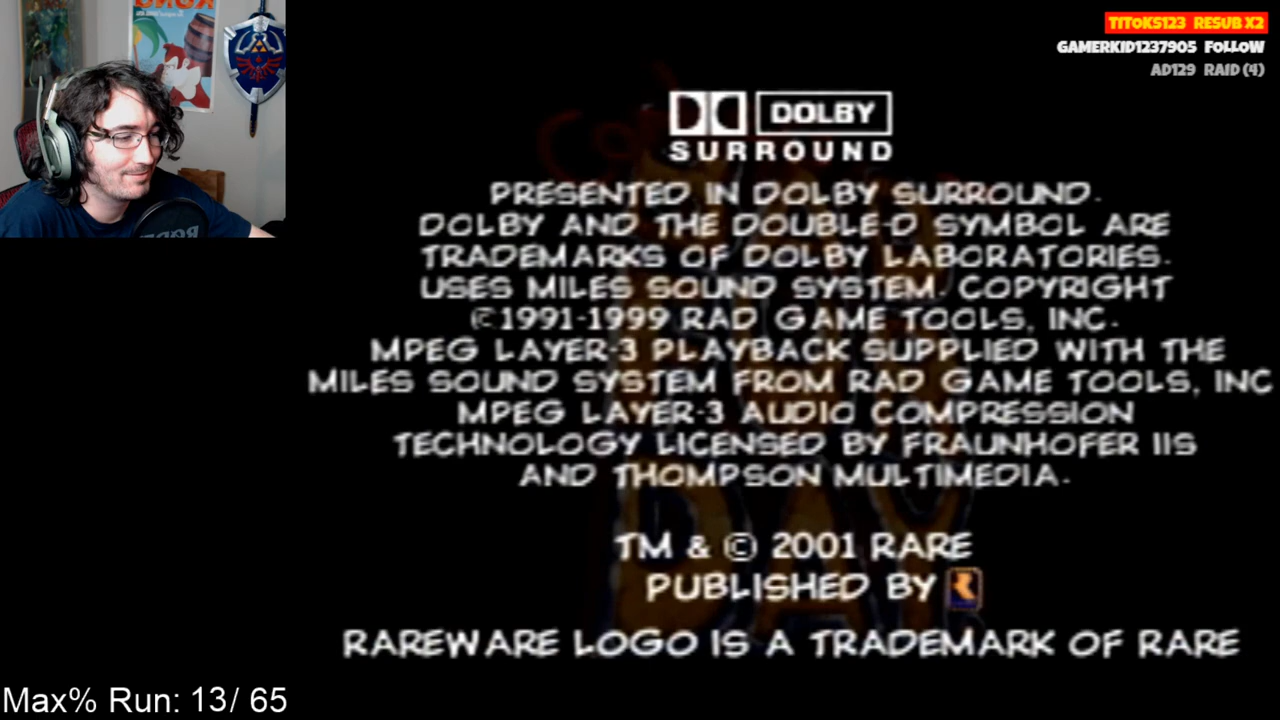 TITOKS123 RESUB X2
GAMERKID1237905 FOLLOW
AD129 RAID (4)
DOLBY
SURROUND
PRESENTED IN DOLBY SURROUND.
DOLBY AND THE DOUBLE-D SYMBOL ARE
TRADEMARKS OF DOLBY LABORATORIES.
USES MILES SOUND SYSTEM. COPYRIGHT
©1991-1999 RAD GAME TOOLS, INC.
MPEG LAYER-3 PLAYBACK SUPPLIED WITH THE
MILES SOUND SYSTEM FROM RAD GAME TOOLS, INC
MPEG LAYER-3 AUDIO COMPRESSION
TECHNOLOGY LICENSED BY FRAUNHOFER IIS
AND THOMPSON MULTIMEDIA.
TM & © 2001 RARE
PUBLISHED BY
RAREWARE LOGO IS A TRADEMARK OF RARE
Max% Run: 13/ 65